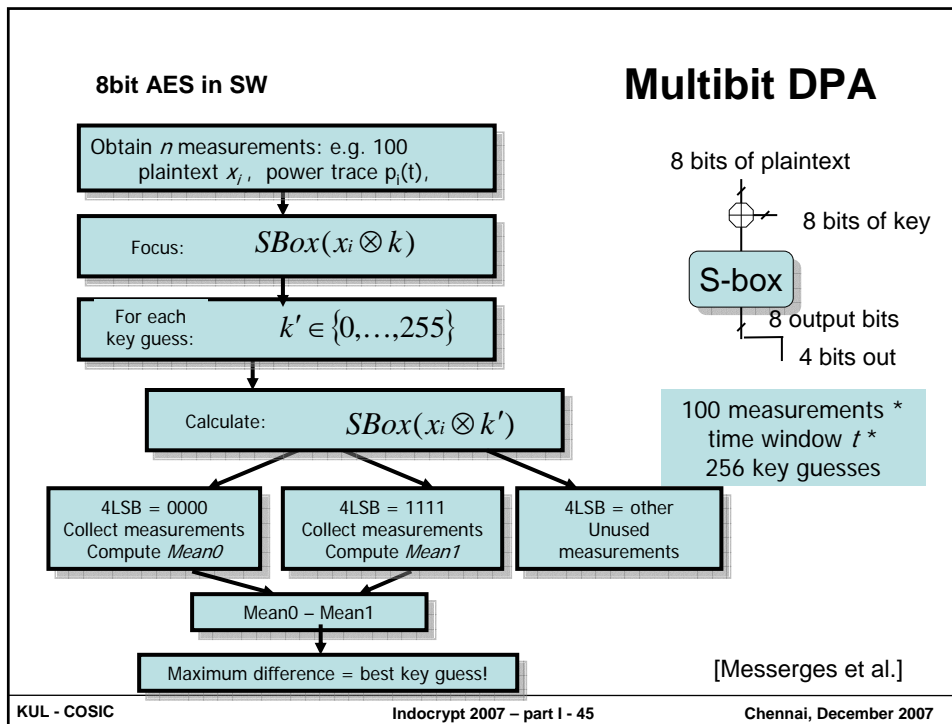 8bit AES in SW
Multibit DPA
Obtain n measurements: e.g. 100
plaintext xᵢ, power trace pᵢ(t),
Focus: SBox(xᵢ ⊗ k)
For each
key guess: k′ ∈ {0,…,255}
Calculate: SBox(xᵢ ⊗ k′)
4LSB = 0000
Collect measurements
Compute Mean0
4LSB = 1111
Collect measurements
Compute Mean1
4LSB = other
Unused
measurements
Mean0 – Mean1
Maximum difference = best key guess!
8 bits of plaintext
8 bits of key
S-box
8 output bits
4 bits out
100 measurements *
time window t *
256 key guesses
[Messerges et al.]
KUL - COSIC
Indocrypt 2007 – part I - 45
Chennai, December 2007